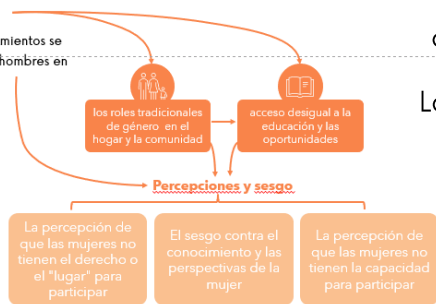 mientos se
hombres en
los roles tradicionales
de género en el
hogar y la comunidad
acceso desigual a la
educación y las
oportunidades
Percepciones y sesgo
La percepción de
que las mujeres no
tienen el derecho o
el "lugar" para
participar
El sesgo contra el
conocimiento y las
perspectivas de la
mujer
La percepción de
que las mujeres no
tienen la capacidad
para participar